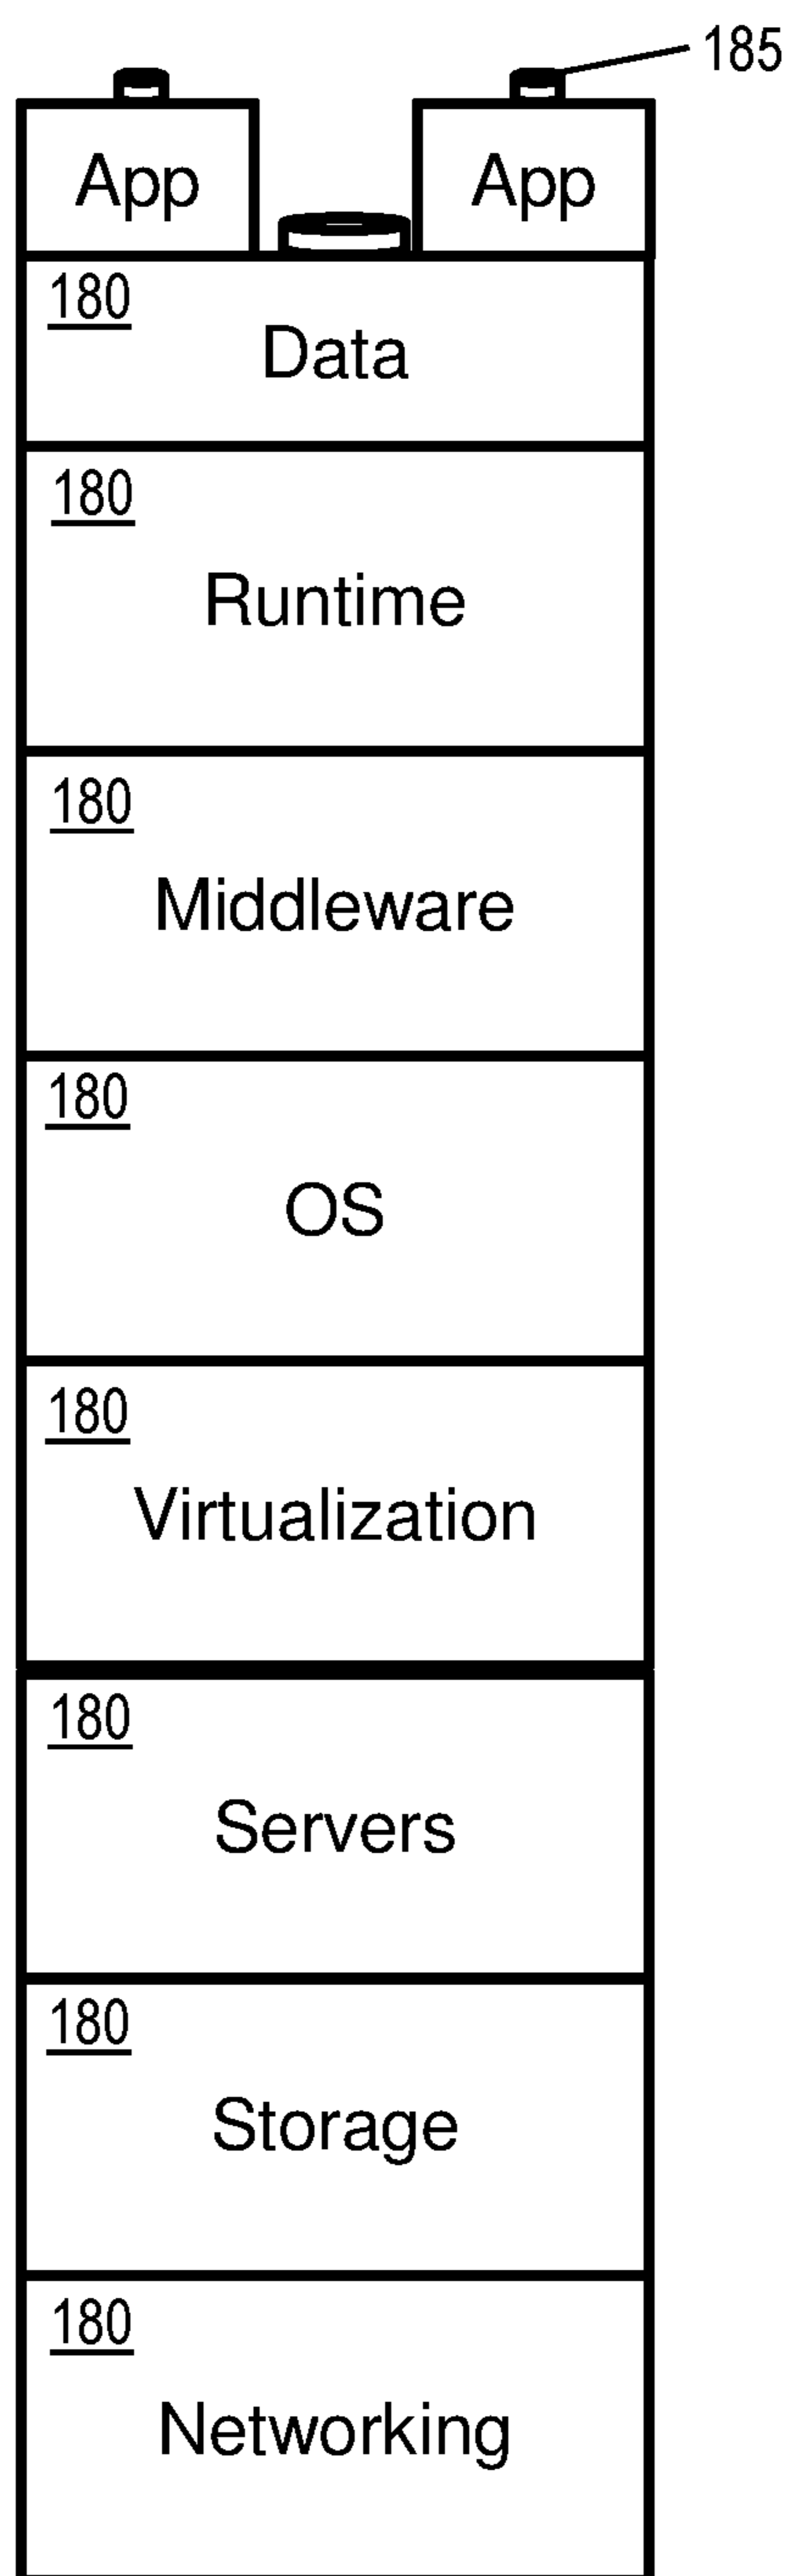 185
App App
180
Data
180
Runtime
180
Middleware
180
OS
180
Virtualization
180
Servers
180
Storage
180
Networking